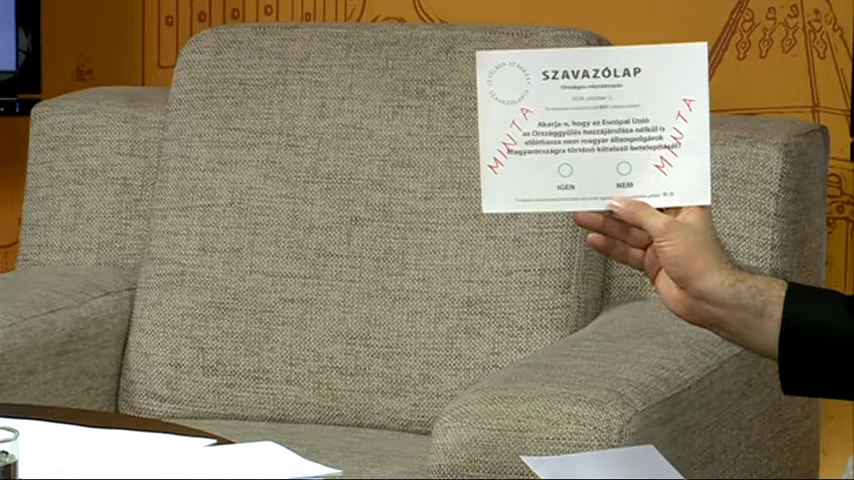 SZAVAZÓLAP
Országos népszavazás
2016. október 2.
Akarja-e, hogy az Európai Unió
az Országgyűlés hozzájárulása nélkül is
előírhassa nem magyar állampolgárok
Magyarországra történő kötelező betelepítését?
MINTA
MINTA
IGEN
NEM